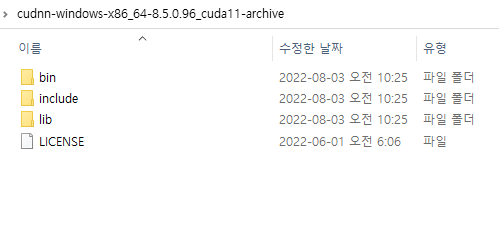 cudnn-windows-x86_64-8.5.0.96_cuda11-archive
이름 수정한 날짜 유형
bin 2022-08-03 오전 10:25 파일 폴더
include 2022-08-03 오전 10:25 파일 폴더
lib 2022-08-03 오전 10:25 파일 폴더
LICENSE 2022-06-01 오전 6:06 파일